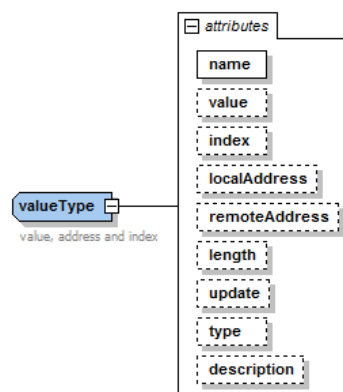 attributes
name
value
index
localAddress
valueType
remoteAddress
value, address and index
length
update
type
description